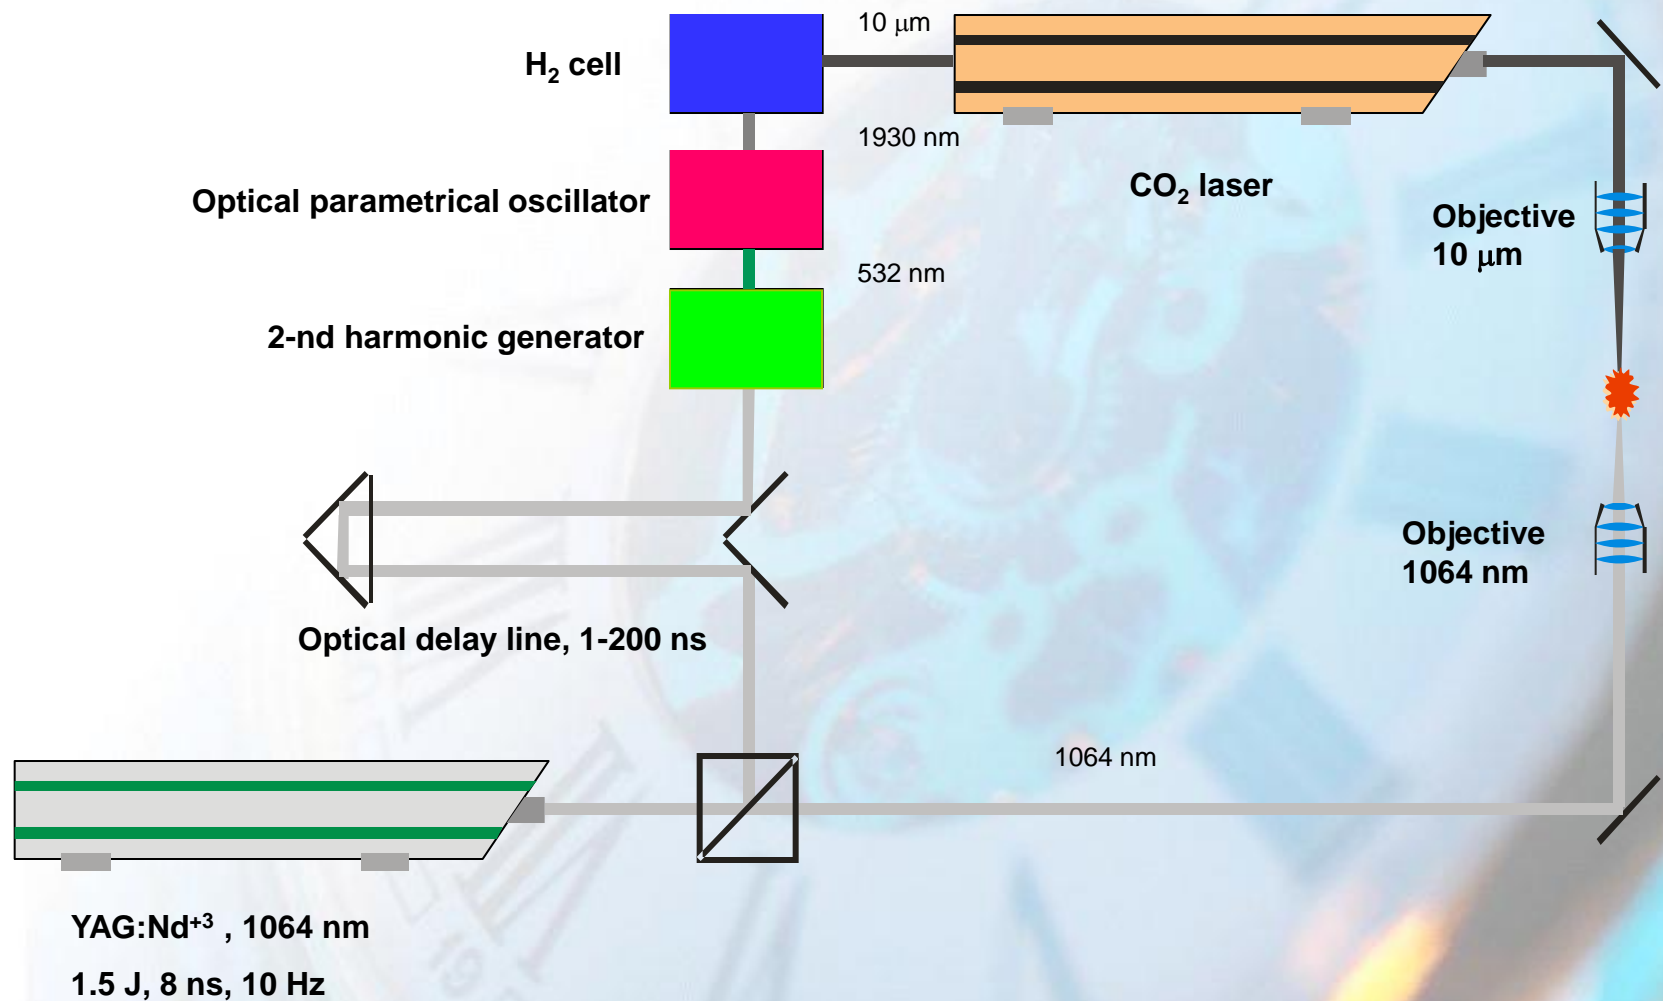 10 μm
H₂ cell
1930 nm
CO₂ laser
Optical parametrical oscillator
Objective
10 μm
532 nm
2-nd harmonic generator
Objective
1064 nm
Optical delay line, 1-200 ns
1064 nm
YAG:Nd⁺³ , 1064 nm
1.5 J, 8 ns, 10 Hz
19